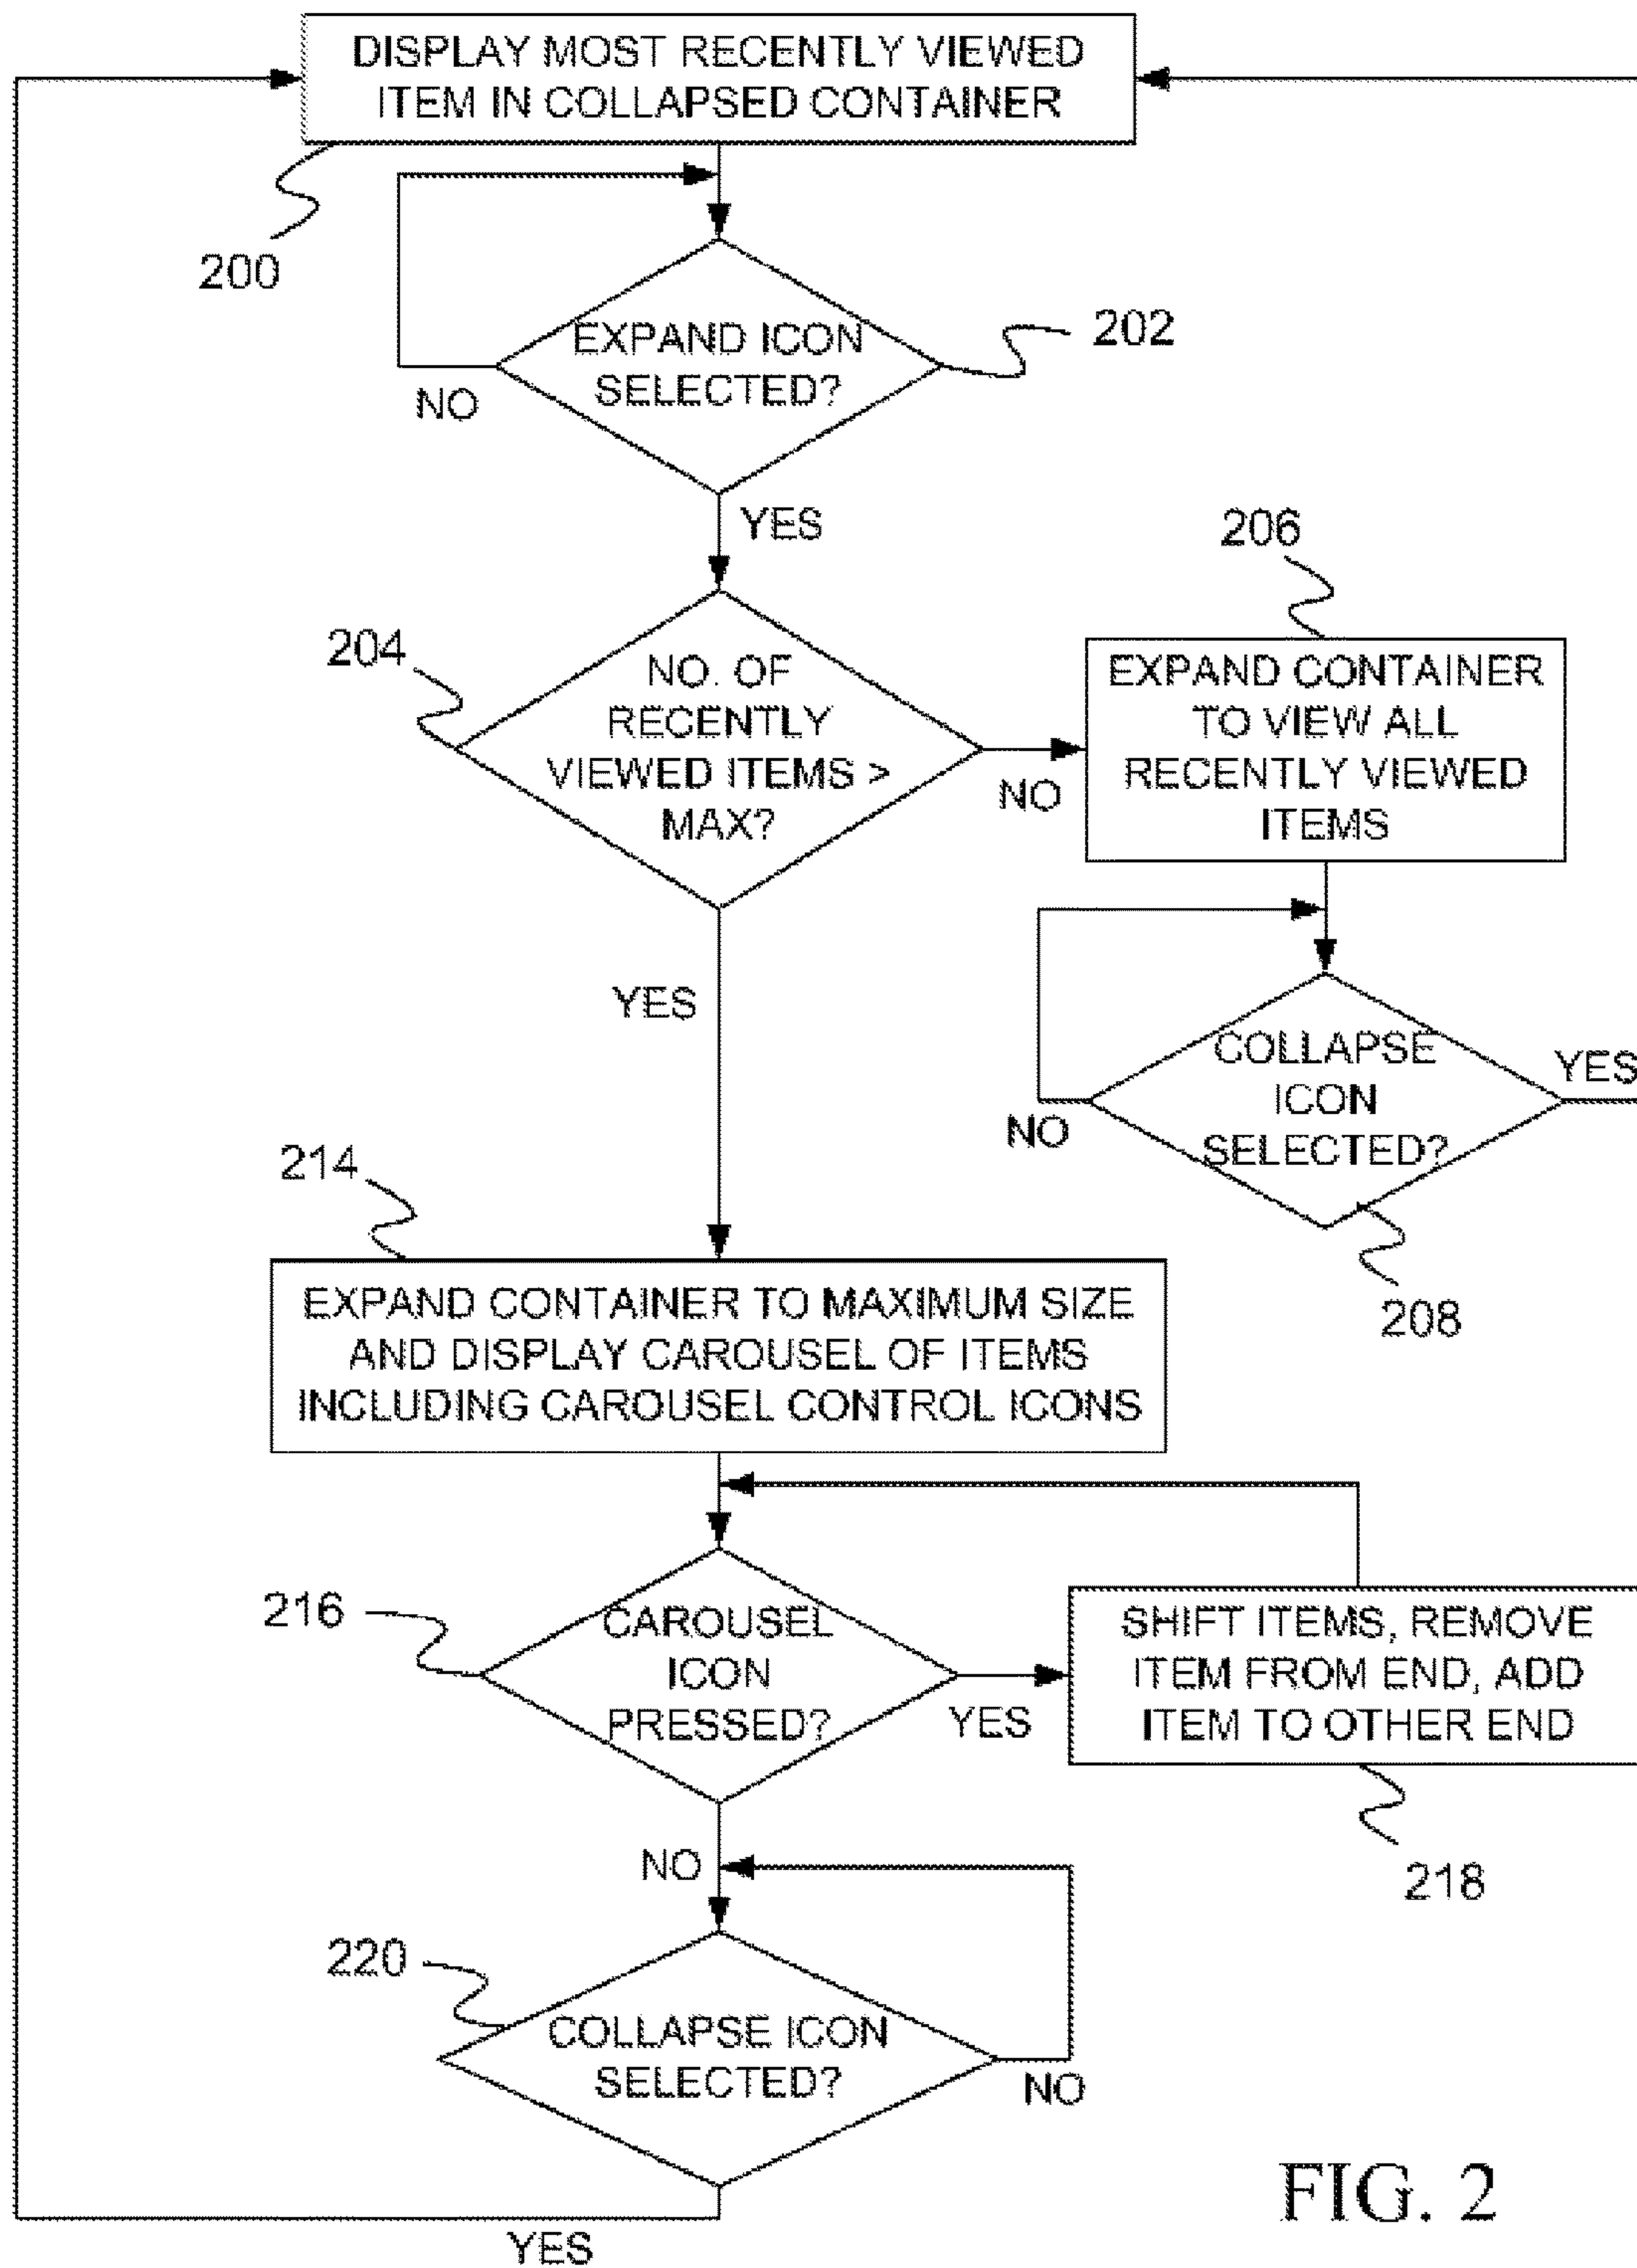 DISPLAY MOST RECENTLY VIEWED
ITEM IN COLLAPSED CONTAINER
200
EXPAND ICON
SELECTED?
202
NO
YES
204
NO. OF
RECENTLY
VIEWED ITEMS >
MAX?
NO
206
EXPAND CONTAINER
TO VIEW ALL
RECENTLY VIEWED
ITEMS
YES
COLLAPSE
ICON
SELECTED?
NO
YES
208
214
EXPAND CONTAINER TO MAXIMUM SIZE
AND DISPLAY CAROUSEL OF ITEMS
INCLUDING CAROUSEL CONTROL ICONS
216
CAROUSEL
ICON
PRESSED?
YES
SHIFT ITEMS, REMOVE
ITEM FROM END, ADD
ITEM TO OTHER END
218
NO
220
COLLAPSE ICON
SELECTED?
NO
YES
FIG. 2